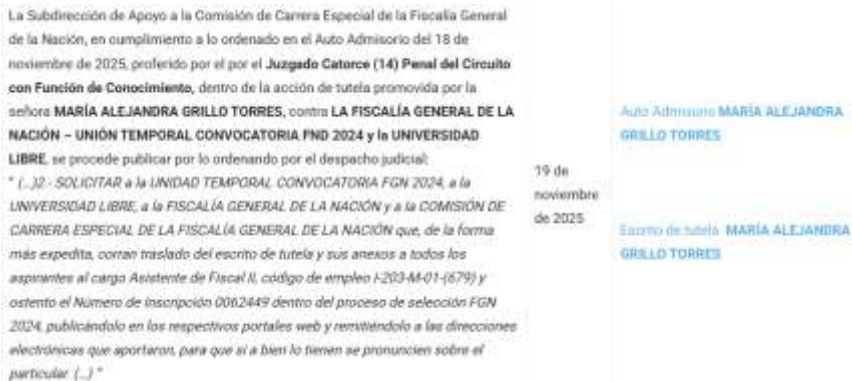 La Subdirección de Apoyo a la Comisión de Carrera Especial de la Fiscalía General
de la Nación, en cumplimiento a lo ordenado en el Auto Admisorio del 18 de
noviembre de 2025, proferido por el por el Juzgado Catorce (14) Penal del Circuito
con Función de Conocimiento, dentro de la acción de tutela promovida por la
señora MARÍA ALEJANDRA GRILLO TORRES, contra LA FISCALÍA GENERAL DE LA
NACIÓN – UNIÓN TEMPORAL CONVOCATORIA FND 2024 y la UNIVERSIDAD
LIBRE, se procede publicar por lo ordenando por el despacho judicial:
" (...)2.- SOLICITAR a la UNIDAD TEMPORAL CONVOCATORIA FGN 2024, a la
UNIVERSIDAD LIBRE, a la FISCALÍA GENERAL DE LA NACIÓN y a la COMISIÓN DE
CARRERA ESPECIAL DE LA FISCALÍA GENERAL DE LA NACIÓN que, de la forma
más expedita, corran traslado del escrito de tutela y sus anexos a todos los
aspirantes al cargo Asistente de Fiscal II, código de empleo I-203-M-01-(679) y
ostento el Número de Inscripción 0062449 dentro del proceso de selección FGN
2024, publicándolo en los respectivos portales web y remitiéndolo a las direcciones
electrónicas que aportaron, para que si a bien lo tienen se pronuncien sobre el
particular. (...) "
19 de
noviembre
de 2025
Auto Admisorio MARÍA ALEJANDRA
GRILLO TORRES
Escrito de tutela MARÍA ALEJANDRA
GRILLO TORRES